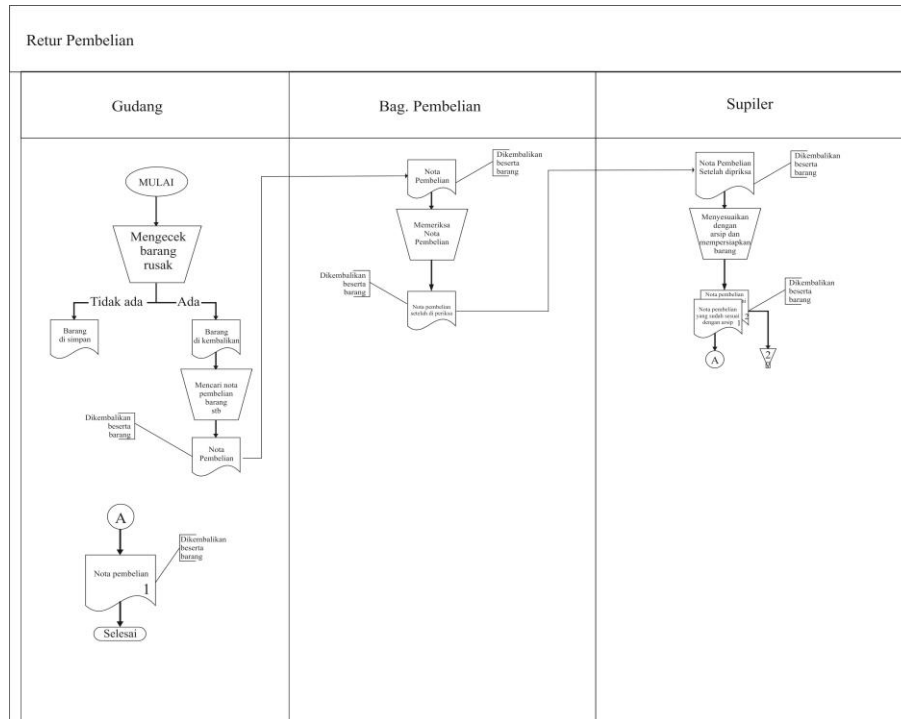 Retur Pembelian
Gudang
Bag. Pembelian
Supiler
MULAI
Mengecek
barang
rusak
Tidak ada
Ada
Barang
di simpan
Barang
di kembalikan
Mencari nota
pembelian
barang
stb
Dikembalikan
beserta
barang
Nota
Pembelian
A
Dikembalikan
beserta
barang
Nota pembelian
1
Selesai
Nota
Pembelian
Dikembalikan
beserta
barang
Memeriksa
Nota
Pembelian
Dikembalikan
beserta
barang
Nota pembelian
setelah di periksa
Nota Pembelian
Setelah dipriksa
Dikembalikan
beserta
barang
Menyesuaikan
dengan
arsip dan
mempersiapkan
barang
Dikembalikan
beserta
barang
Nota pembelian
Nota pembelian
yang sudah sesuai
dengan arsip
1
A
2